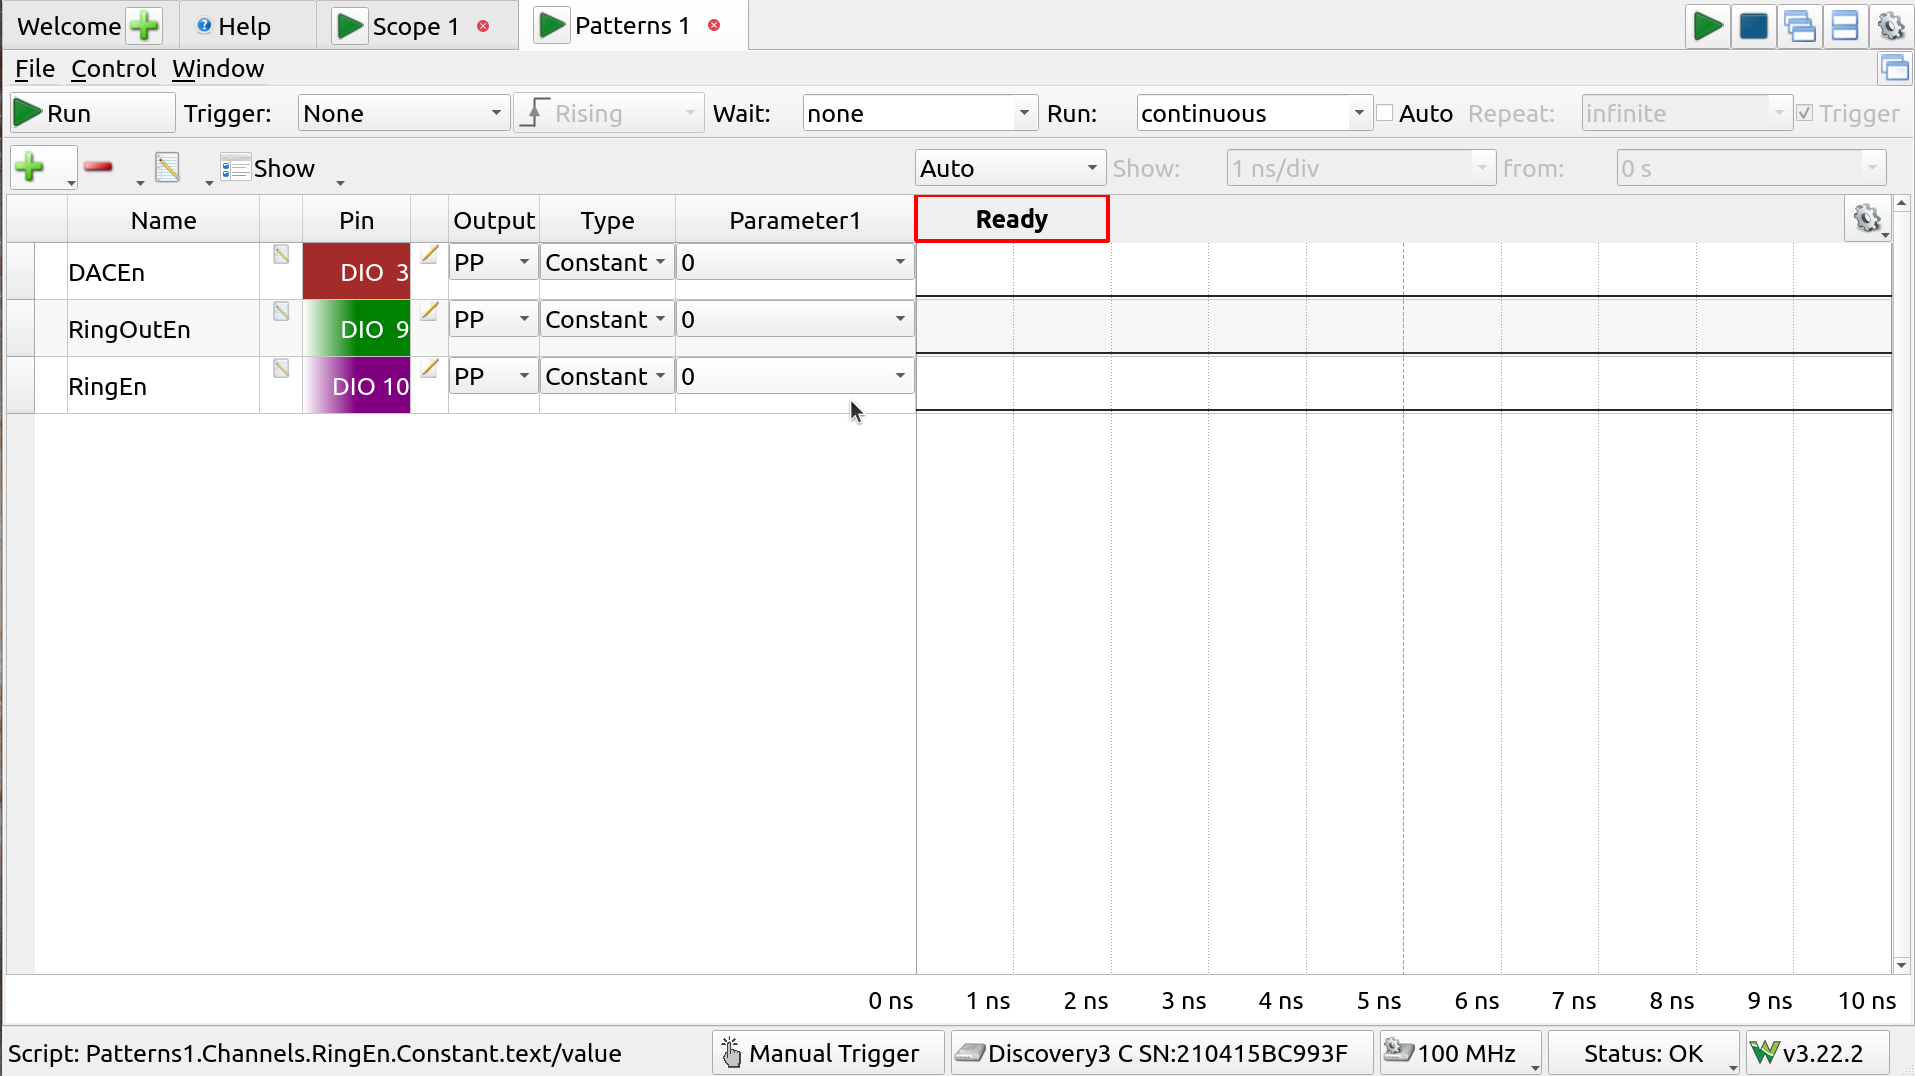 Welcome Help Scope 1 Patterns 1
File Control Window
Run Trigger: None Rising Wait: none Run: continuous Auto Repeat: infinite Trigger
Show Auto Show: 1 ns/div from: 0 s
Name Pin Output Type Parameter1 Ready
DACEn DIO 3 PP Constant 0
RingOutEn DIO 9 PP Constant 0
RingEn DIO 10 PP Constant 0
0 ns 1 ns 2 ns 3 ns 4 ns 5 ns 6 ns 7 ns 8 ns 9 ns 10 ns
Script: Patterns1.Channels.RingEn.Constant.text/value Manual Trigger Discovery3 C SN:210415BC993F 100 MHz Status: OK v3.22.2